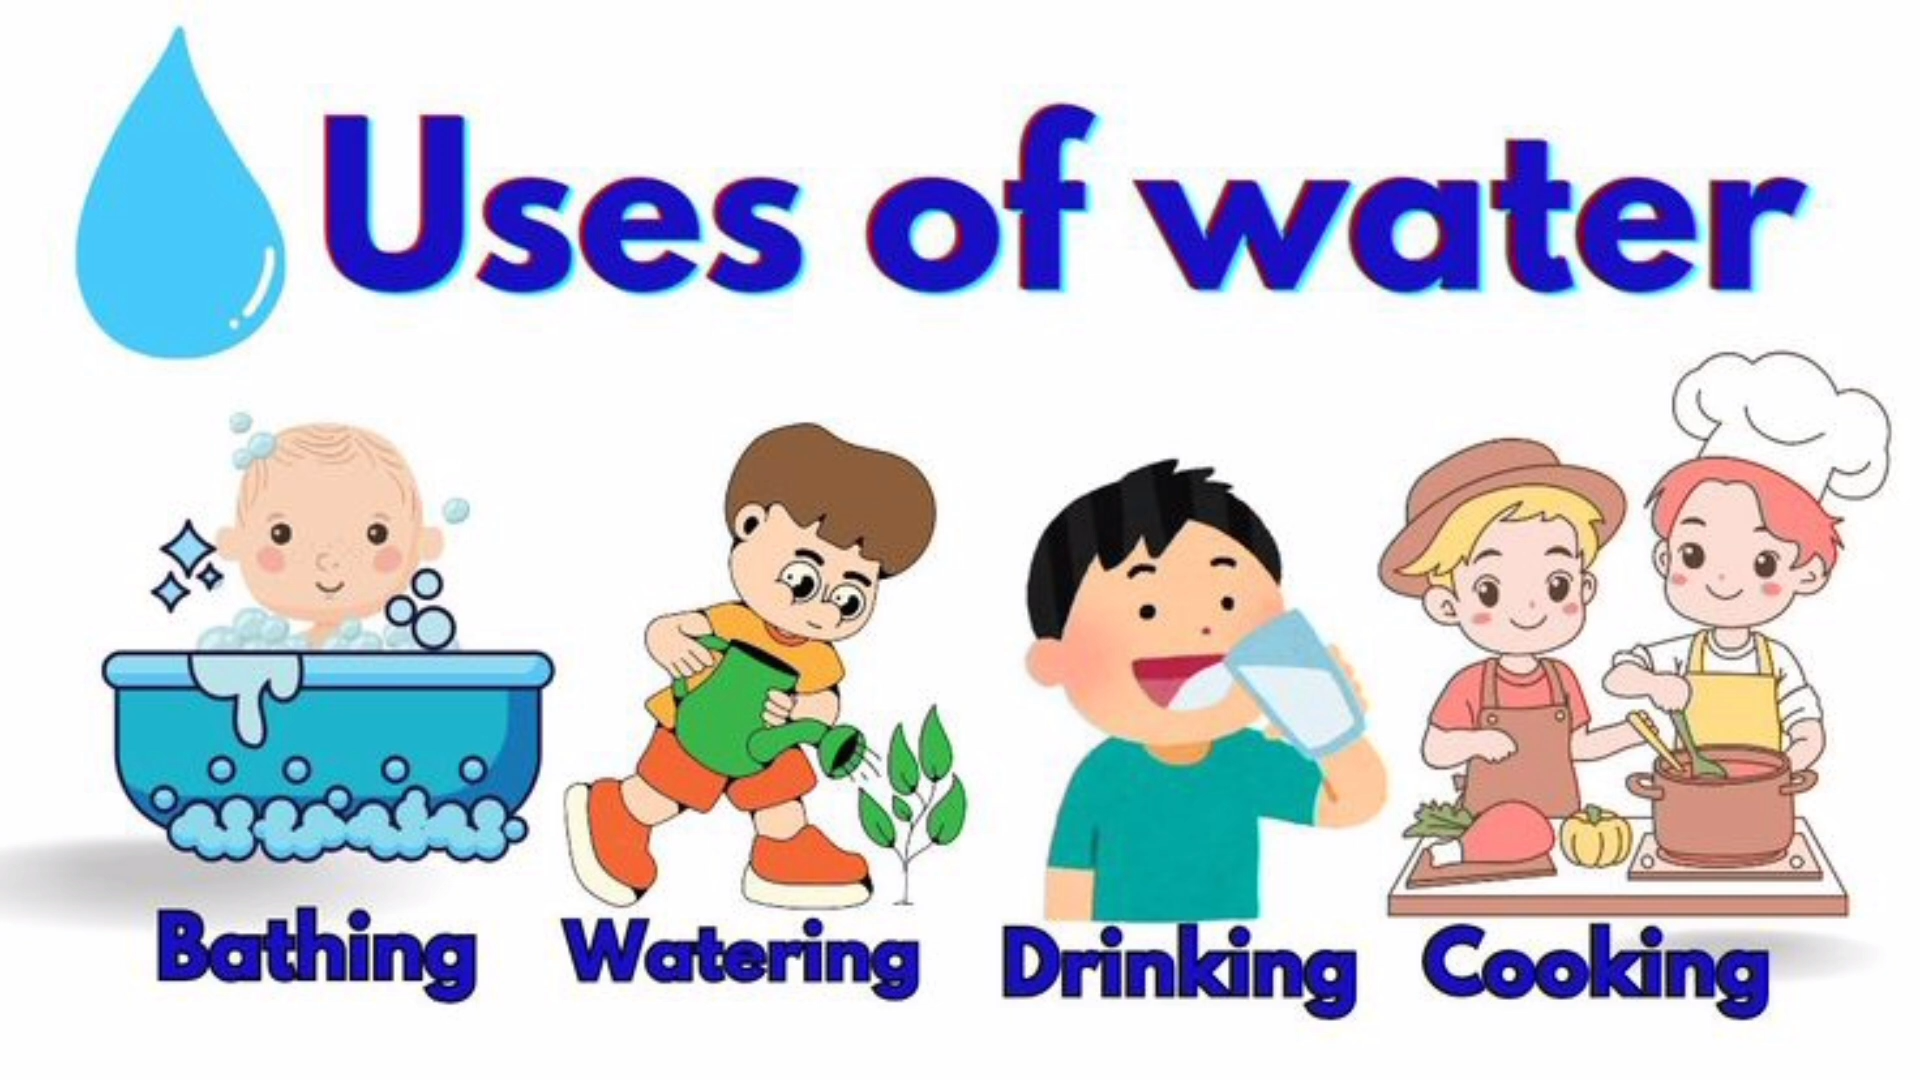 Uses of water
Bathing
Watering
Drinking
Cooking